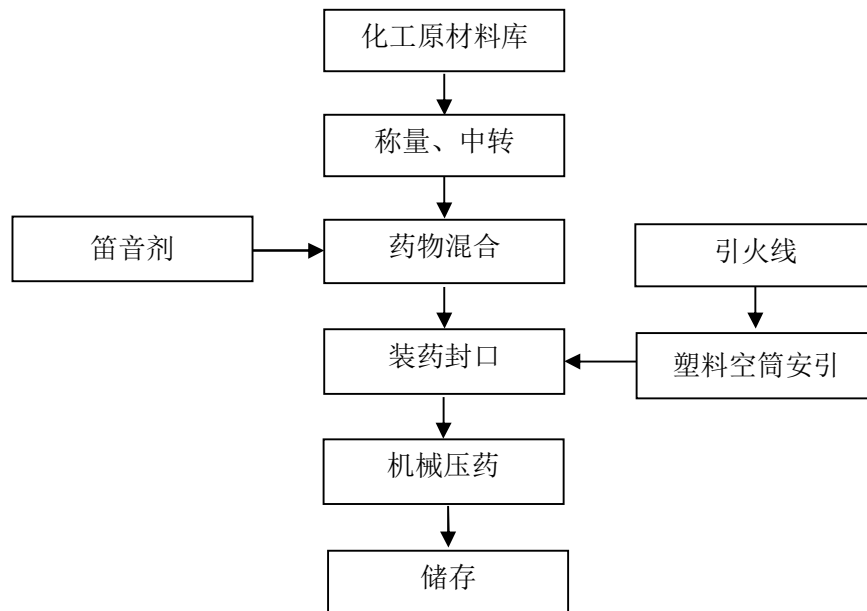 化工原材料库
称量、中转
笛音剂
药物混合
引火线
装药封口
塑料空筒安引
机械压药
储存